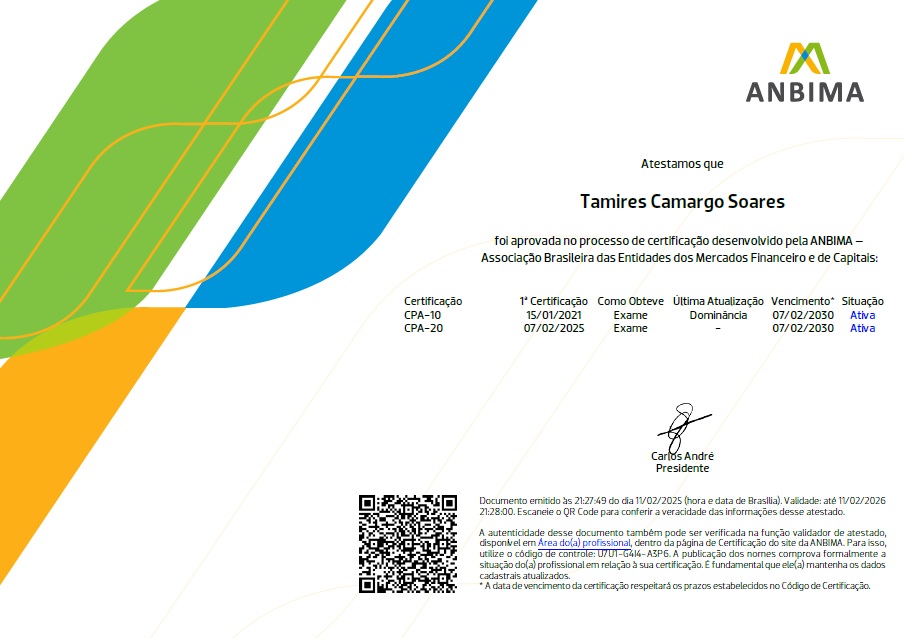 ANBIMA
Atestamos que
Tamires Camargo Soares
foi aprovada no processo de certificação desenvolvido pela ANBIMA –
Associação Brasileira das Entidades dos Mercados Financeiro e de Capitais:
Certificação 1ª Certificação Como Obteve Última Atualização Vencimento* Situação
CPA-10 15/01/2021 Exame Dominância 07/02/2030 Ativa
CPA-20 07/02/2025 Exame - 07/02/2030 Ativa
Carlos André
Presidente
Documento emitido às 21:27:49 do dia 11/02/2025 (hora e data de Brasília). Validade: até 11/02/2026
21:28:00. Escaneie o QR Code para conferir a veracidade das informações desse atestado.
A autenticidade desse documento também pode ser verificada na função validador de atestado,
disponível em Área do(a) profissional, dentro da página de Certificação do site da ANBIMA. Para isso,
utilize o código de controle: U7U1-G4I4-A3P6. A publicação dos nomes comprova formalmente a
situação do(a) profissional em relação à sua certificação. É fundamental que ele(a) mantenha os dados
cadastrais atualizados.
* A data de vencimento da certificação respeitará os prazos estabelecidos no Código de Certificação.